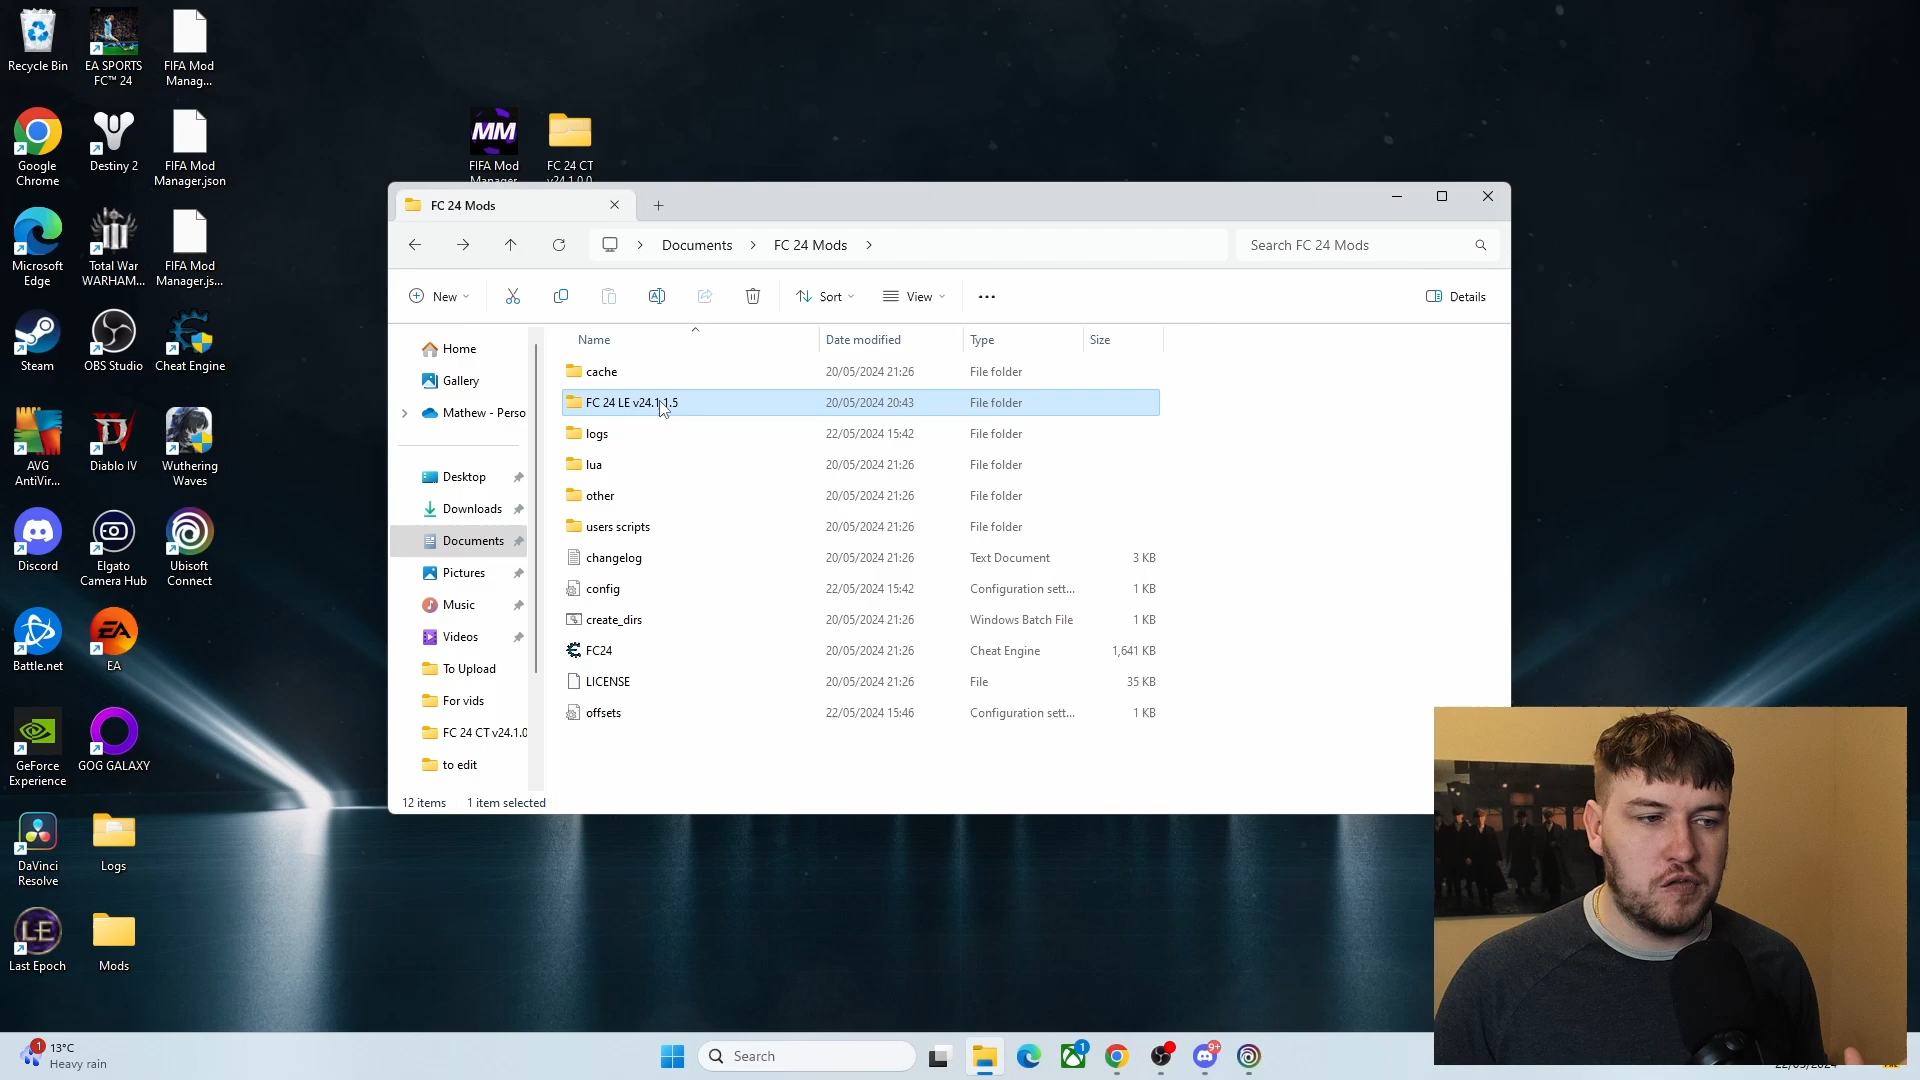 Recycle Bin
EA SPORTS
FC™ 24
FIFA Mod
Manag...
Google
Chrome
Destiny 2
FIFA Mod
Manager.json
Microsoft
Edge
Total War
WARHAM...
FIFA Mod
Manager.js...
Steam
OBS Studio
Cheat Engine
AVG
AntiVir...
Diablo IV
Wuthering
Waves
Discord
Elgato
Camera Hub
Ubisoft
Connect
Battle.net
EA
EA
GeForce
Experience
GOG GALAXY
DaVinci
Resolve
Logs
LE
Last Epoch
Mods
MM
FIFA Mod
Manager
FC 24 CT
v24.1.0.0
FC 24 Mods
Documents
FC 24 Mods
Search FC 24 Mods
New
Sort
View
Details
Home
Gallery
Mathew - Perso
Desktop
Downloads
Documents
Pictures
Music
Videos
To Upload
For vids
FC 24 CT v24.1.0
to edit
Name Date modified Type Size
cache 20/05/2024 21:26 File folder
FC 24 LE v24.1.1.5 20/05/2024 20:43 File folder
logs 22/05/2024 15:42 File folder
lua 20/05/2024 21:26 File folder
other 20/05/2024 21:26 File folder
users scripts 20/05/2024 21:26 File folder
changelog 20/05/2024 21:26 Text Document 3 KB
config 22/05/2024 15:42 Configuration sett... 1 KB
create_dirs 20/05/2024 21:26 Windows Batch File 1 KB
FC24 20/05/2024 21:26 Cheat Engine 1,641 KB
LICENSE 20/05/2024 21:26 File 35 KB
offsets 22/05/2024 15:46 Configuration sett... 1 KB
12 items 1 item selected
1
13°C
Heavy rain
Search
1
9+